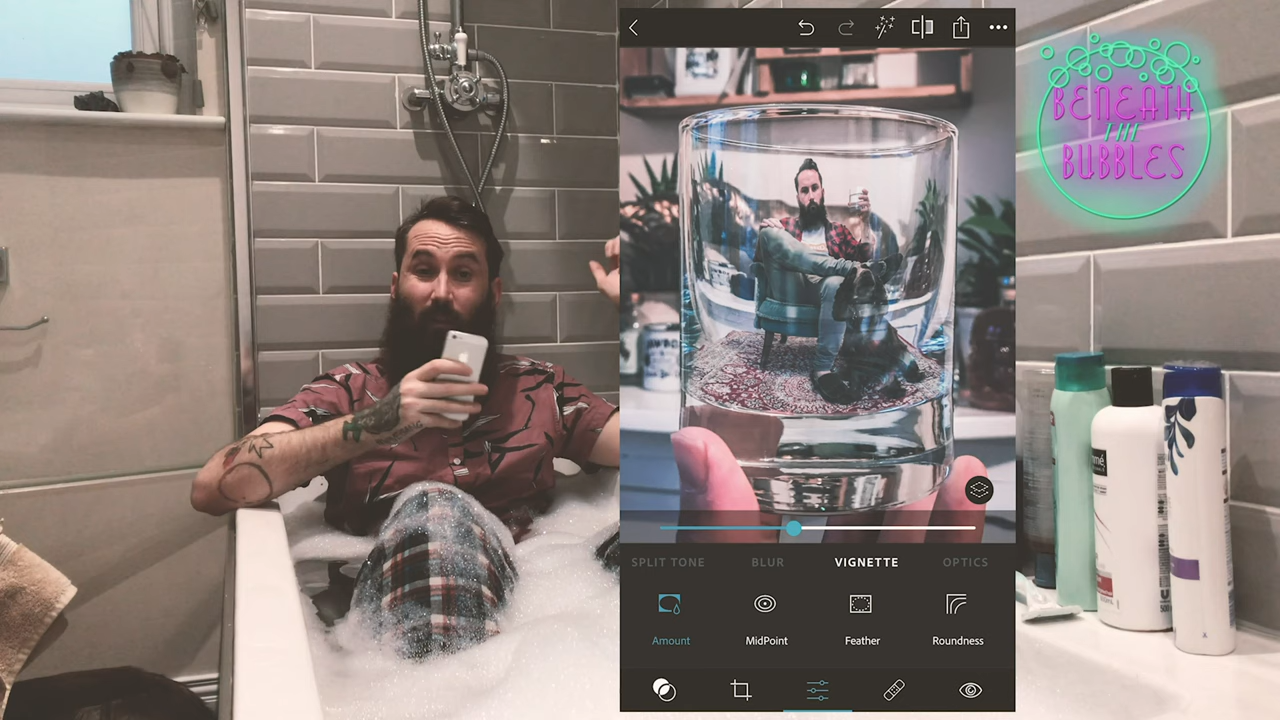 BENEATH
THE
BUBBLES
SPLIT TONE
BLUR
VIGNETTE
OPTICS
Amount
MidPoint
Feather
Roundness